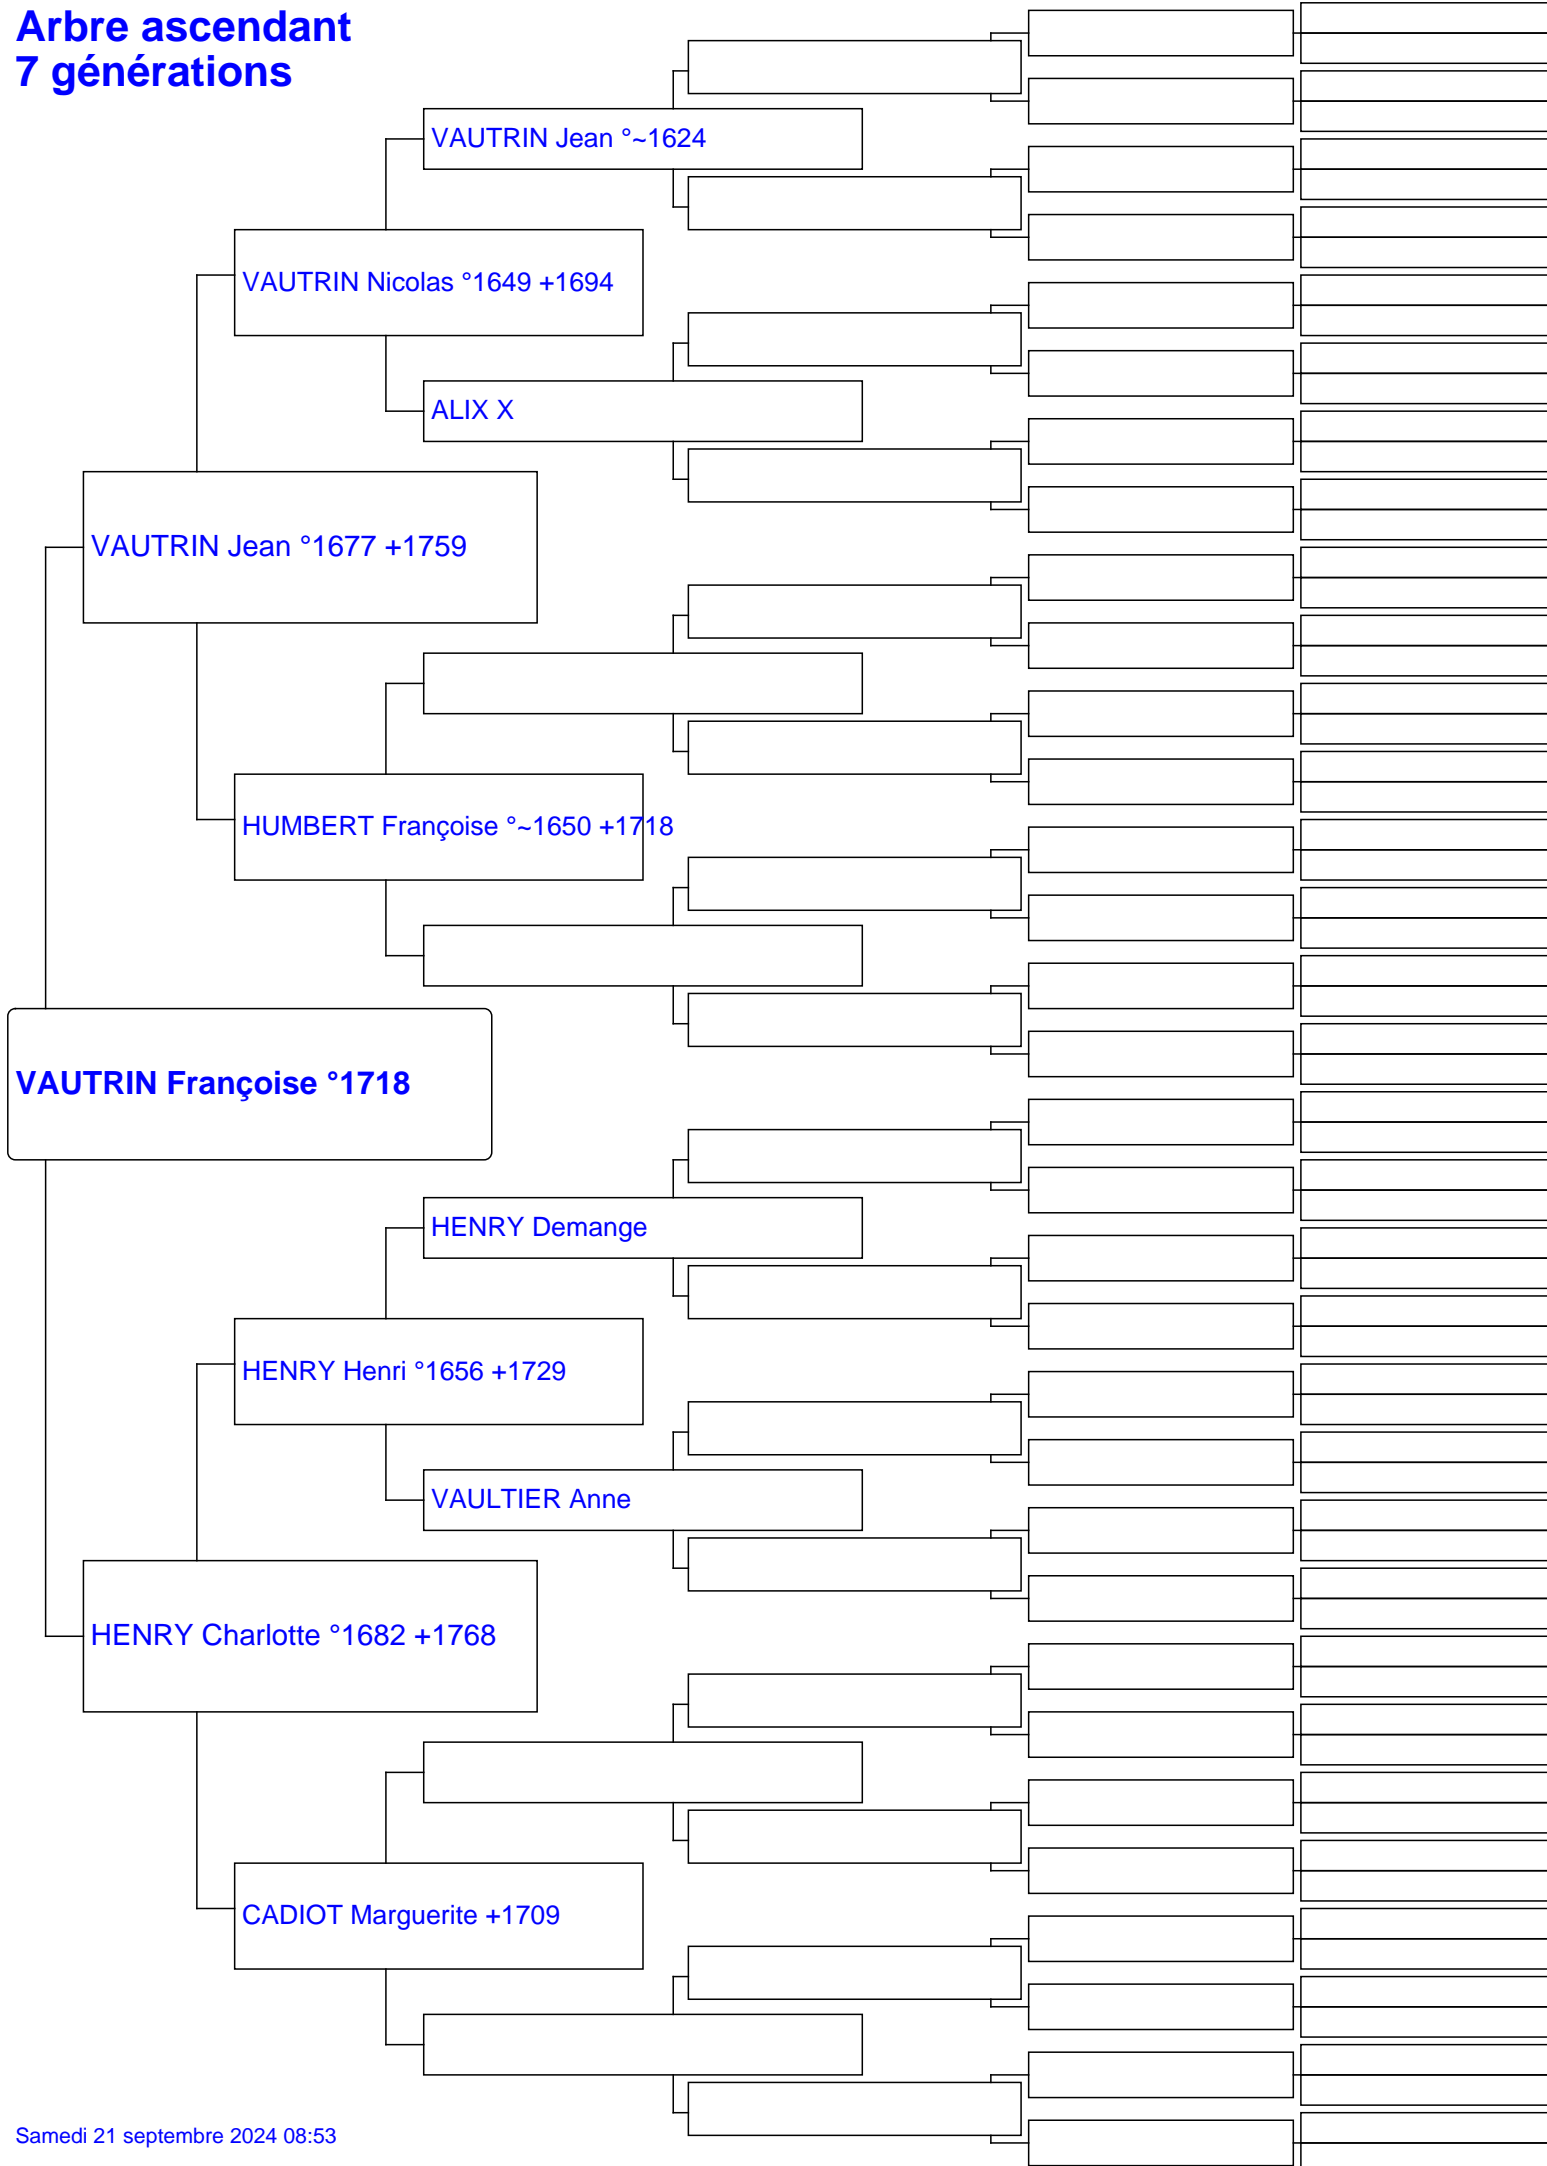 Arbre ascendant
7 générations
VAUTRIN Jean °~1624
VAUTRIN Nicolas °1649 +1694
ALIX X
VAUTRIN Jean °1677 +1759
HUMBERT Françoise °~1650 +1718
VAUTRIN Françoise °1718
HENRY Demange
HENRY Henri °1656 +1729
VAULTIER Anne
HENRY Charlotte °1682 +1768
CADIOT Marguerite +1709
Samedi 21 septembre 2024 08:53